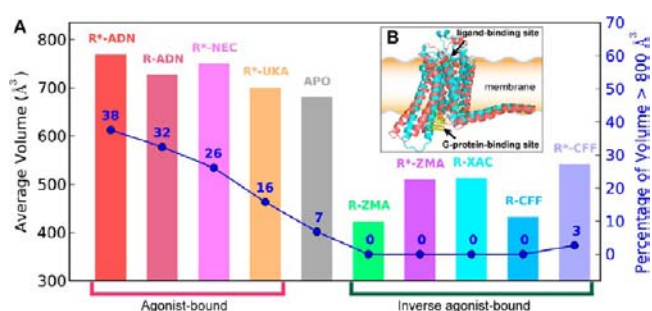 A
R*-ADN
R-ADN
R*-NEC
R*-UKA
APO
R-ZMA
R*-ZMA
R-XAC
R-CFF
R*-CFF
38
32
26
16
7
0
0
0
0
3
Average Volume (Å³)
800
700
600
500
400
300
B
ligand-binding site
membrane
G-protein-binding site
70
60
50
40
30
20
10
0
Percentage of Volume > 800 Å³
Agonist-bound
Inverse agonist-bound